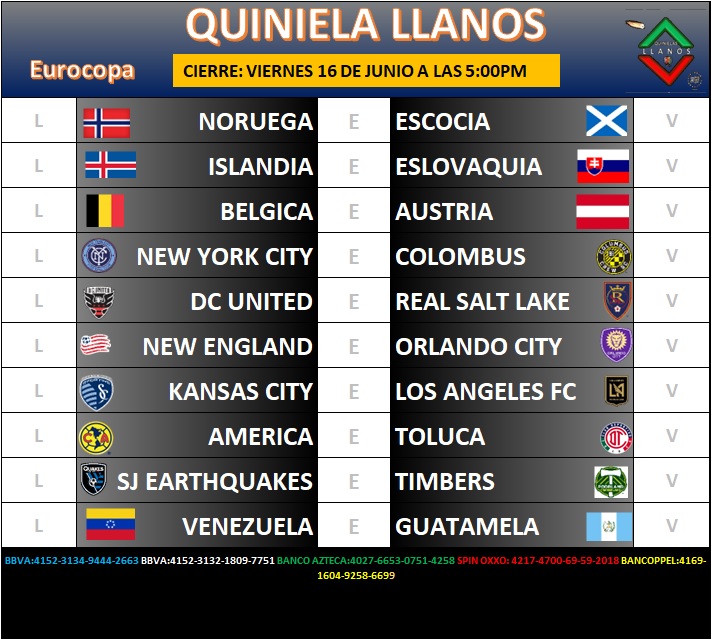 QUINIELA LLANOS
Eurocopa
CIERRE: VIERNES 16 DE JUNIO A LAS 5:00PM
QUINIELAS
LLANOS
L NORUEGA E ESCOCIA V
L ISLANDIA E ESLOVAQUIA V
L BELGICA E AUSTRIA V
L NEW YORK CITY E COLOMBUS V
L DC UNITED E REAL SALT LAKE V
L NEW ENGLAND E ORLANDO CITY V
L KANSAS CITY E LOS ANGELES FC V
L AMERICA E TOLUCA V
L SJ EARTHQUAKES E TIMBERS V
L VENEZUELA E GUATAMELA V
BBVA:4152-3134-9444-2663 BBVA:4152-3132-1809-7751 BANCO AZTECA:4027-6653-0751-4258 SPIN OXXO: 4217-4700-69-59-2018 BANCOPPEL:4169-
1604-9258-6699